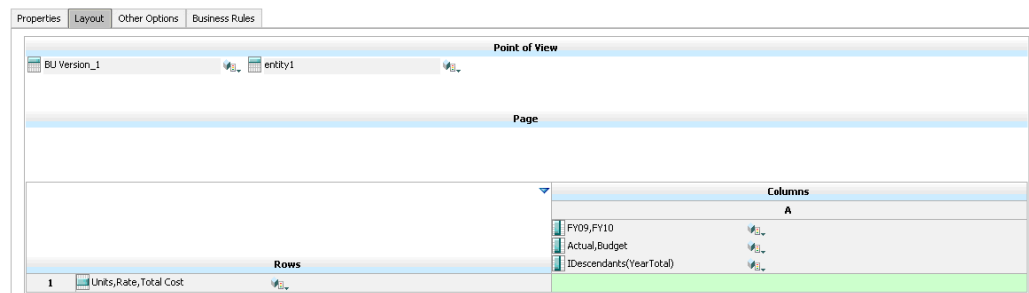 Properties Layout Other Options Business Rules
Point of View
BU Version_1 entity1
Page
Columns
A
FY09,FY10
Actual,Budget
IDescendants(YearTotal)
Rows
1 Units,Rate,Total Cost